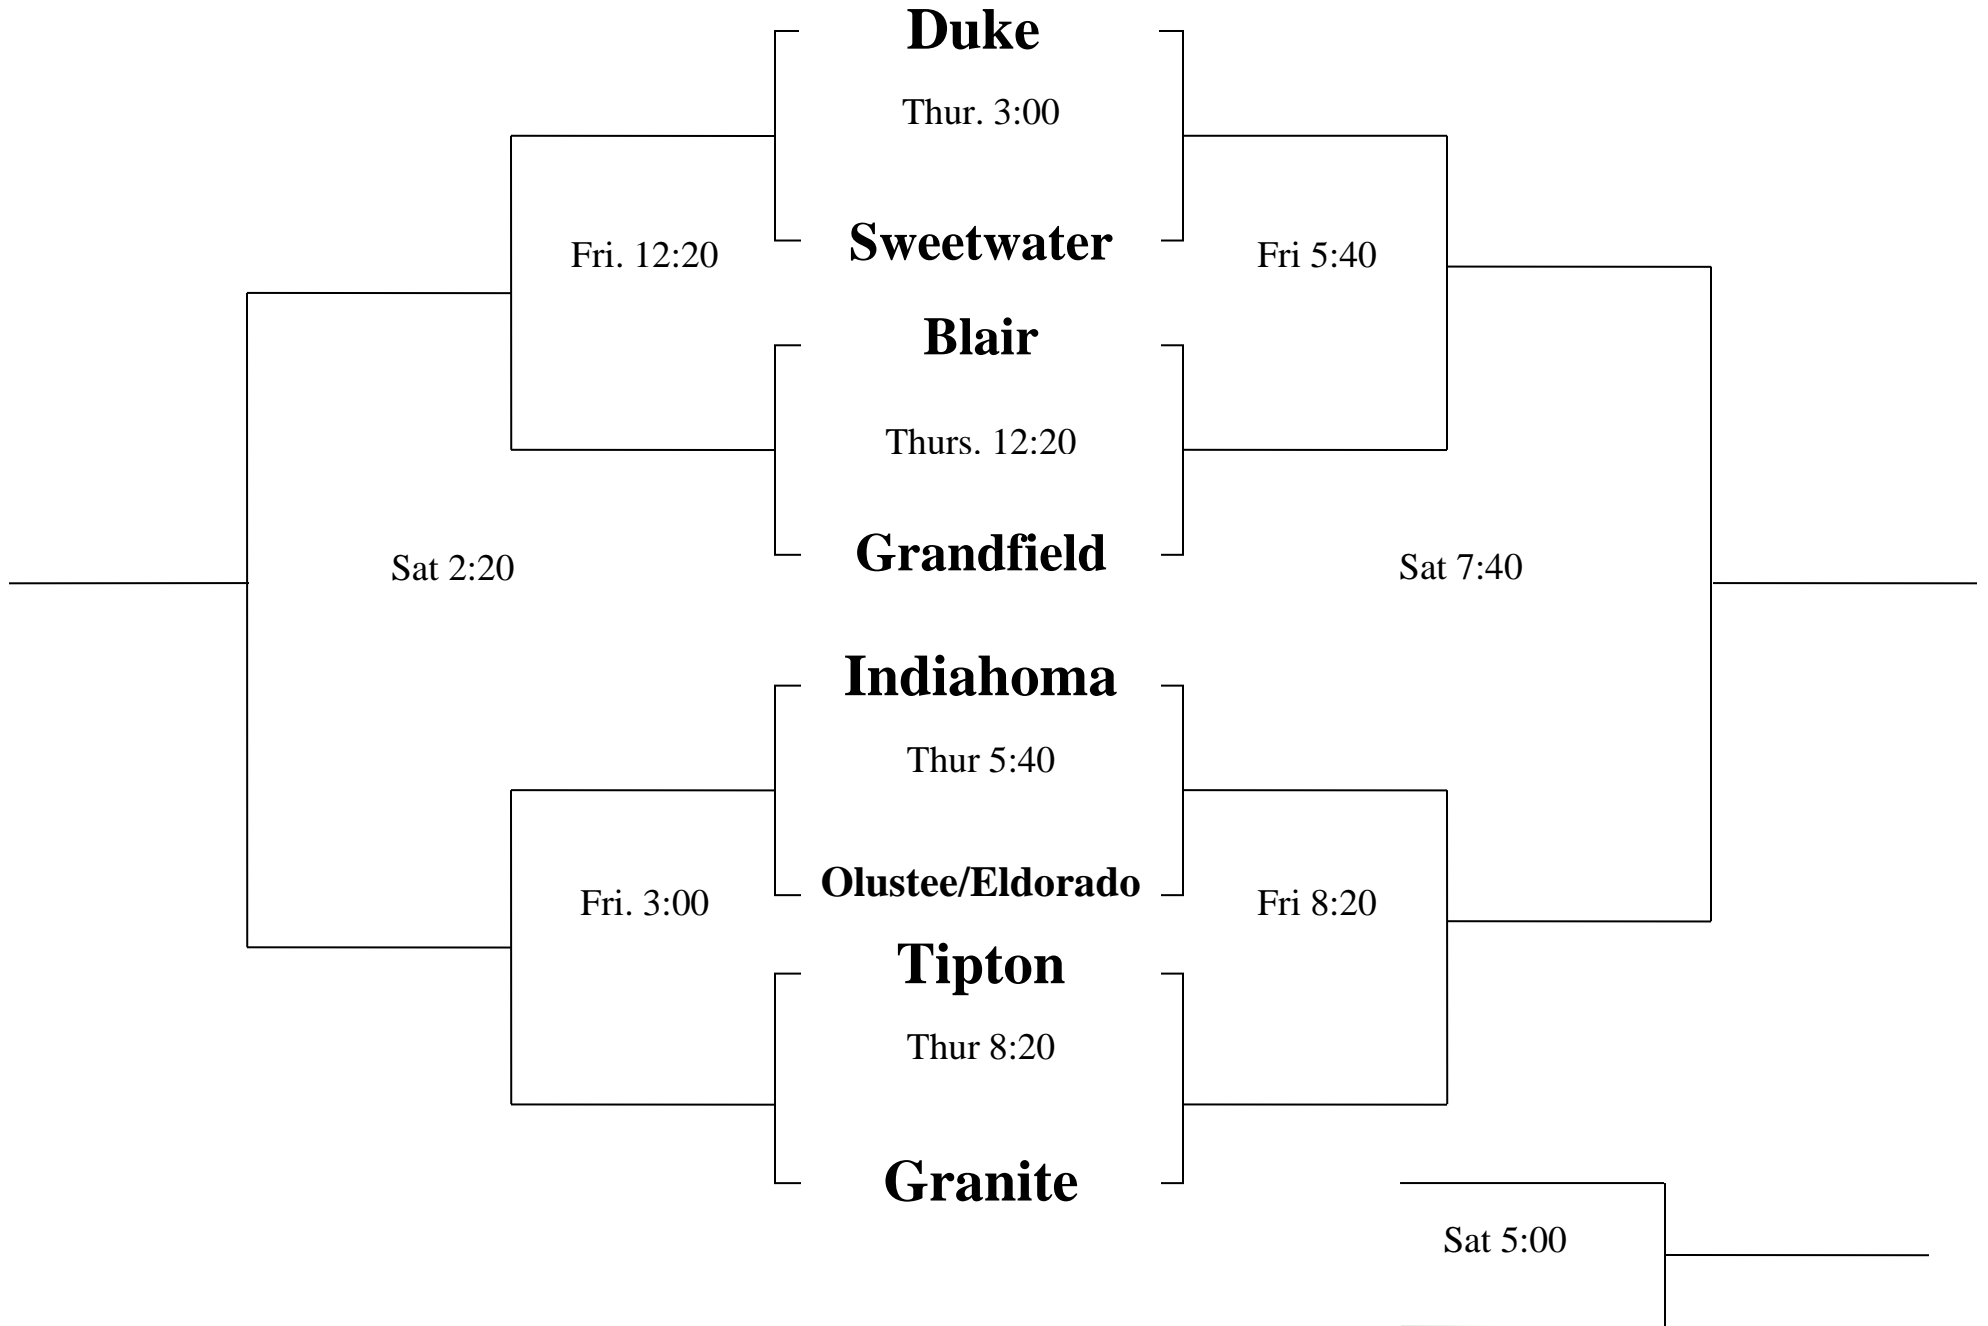 Duke
Thur. 3:00
Sweetwater
Fri. 12:20
Fri 5:40
Blair
Thurs. 12:20
Grandfield
Sat 2:20
Sat 7:40
Indiahoma
Thur 5:40
Olustee/Eldorado
Fri. 3:00
Fri 8:20
Tipton
Thur 8:20
Granite
Sat 5:00